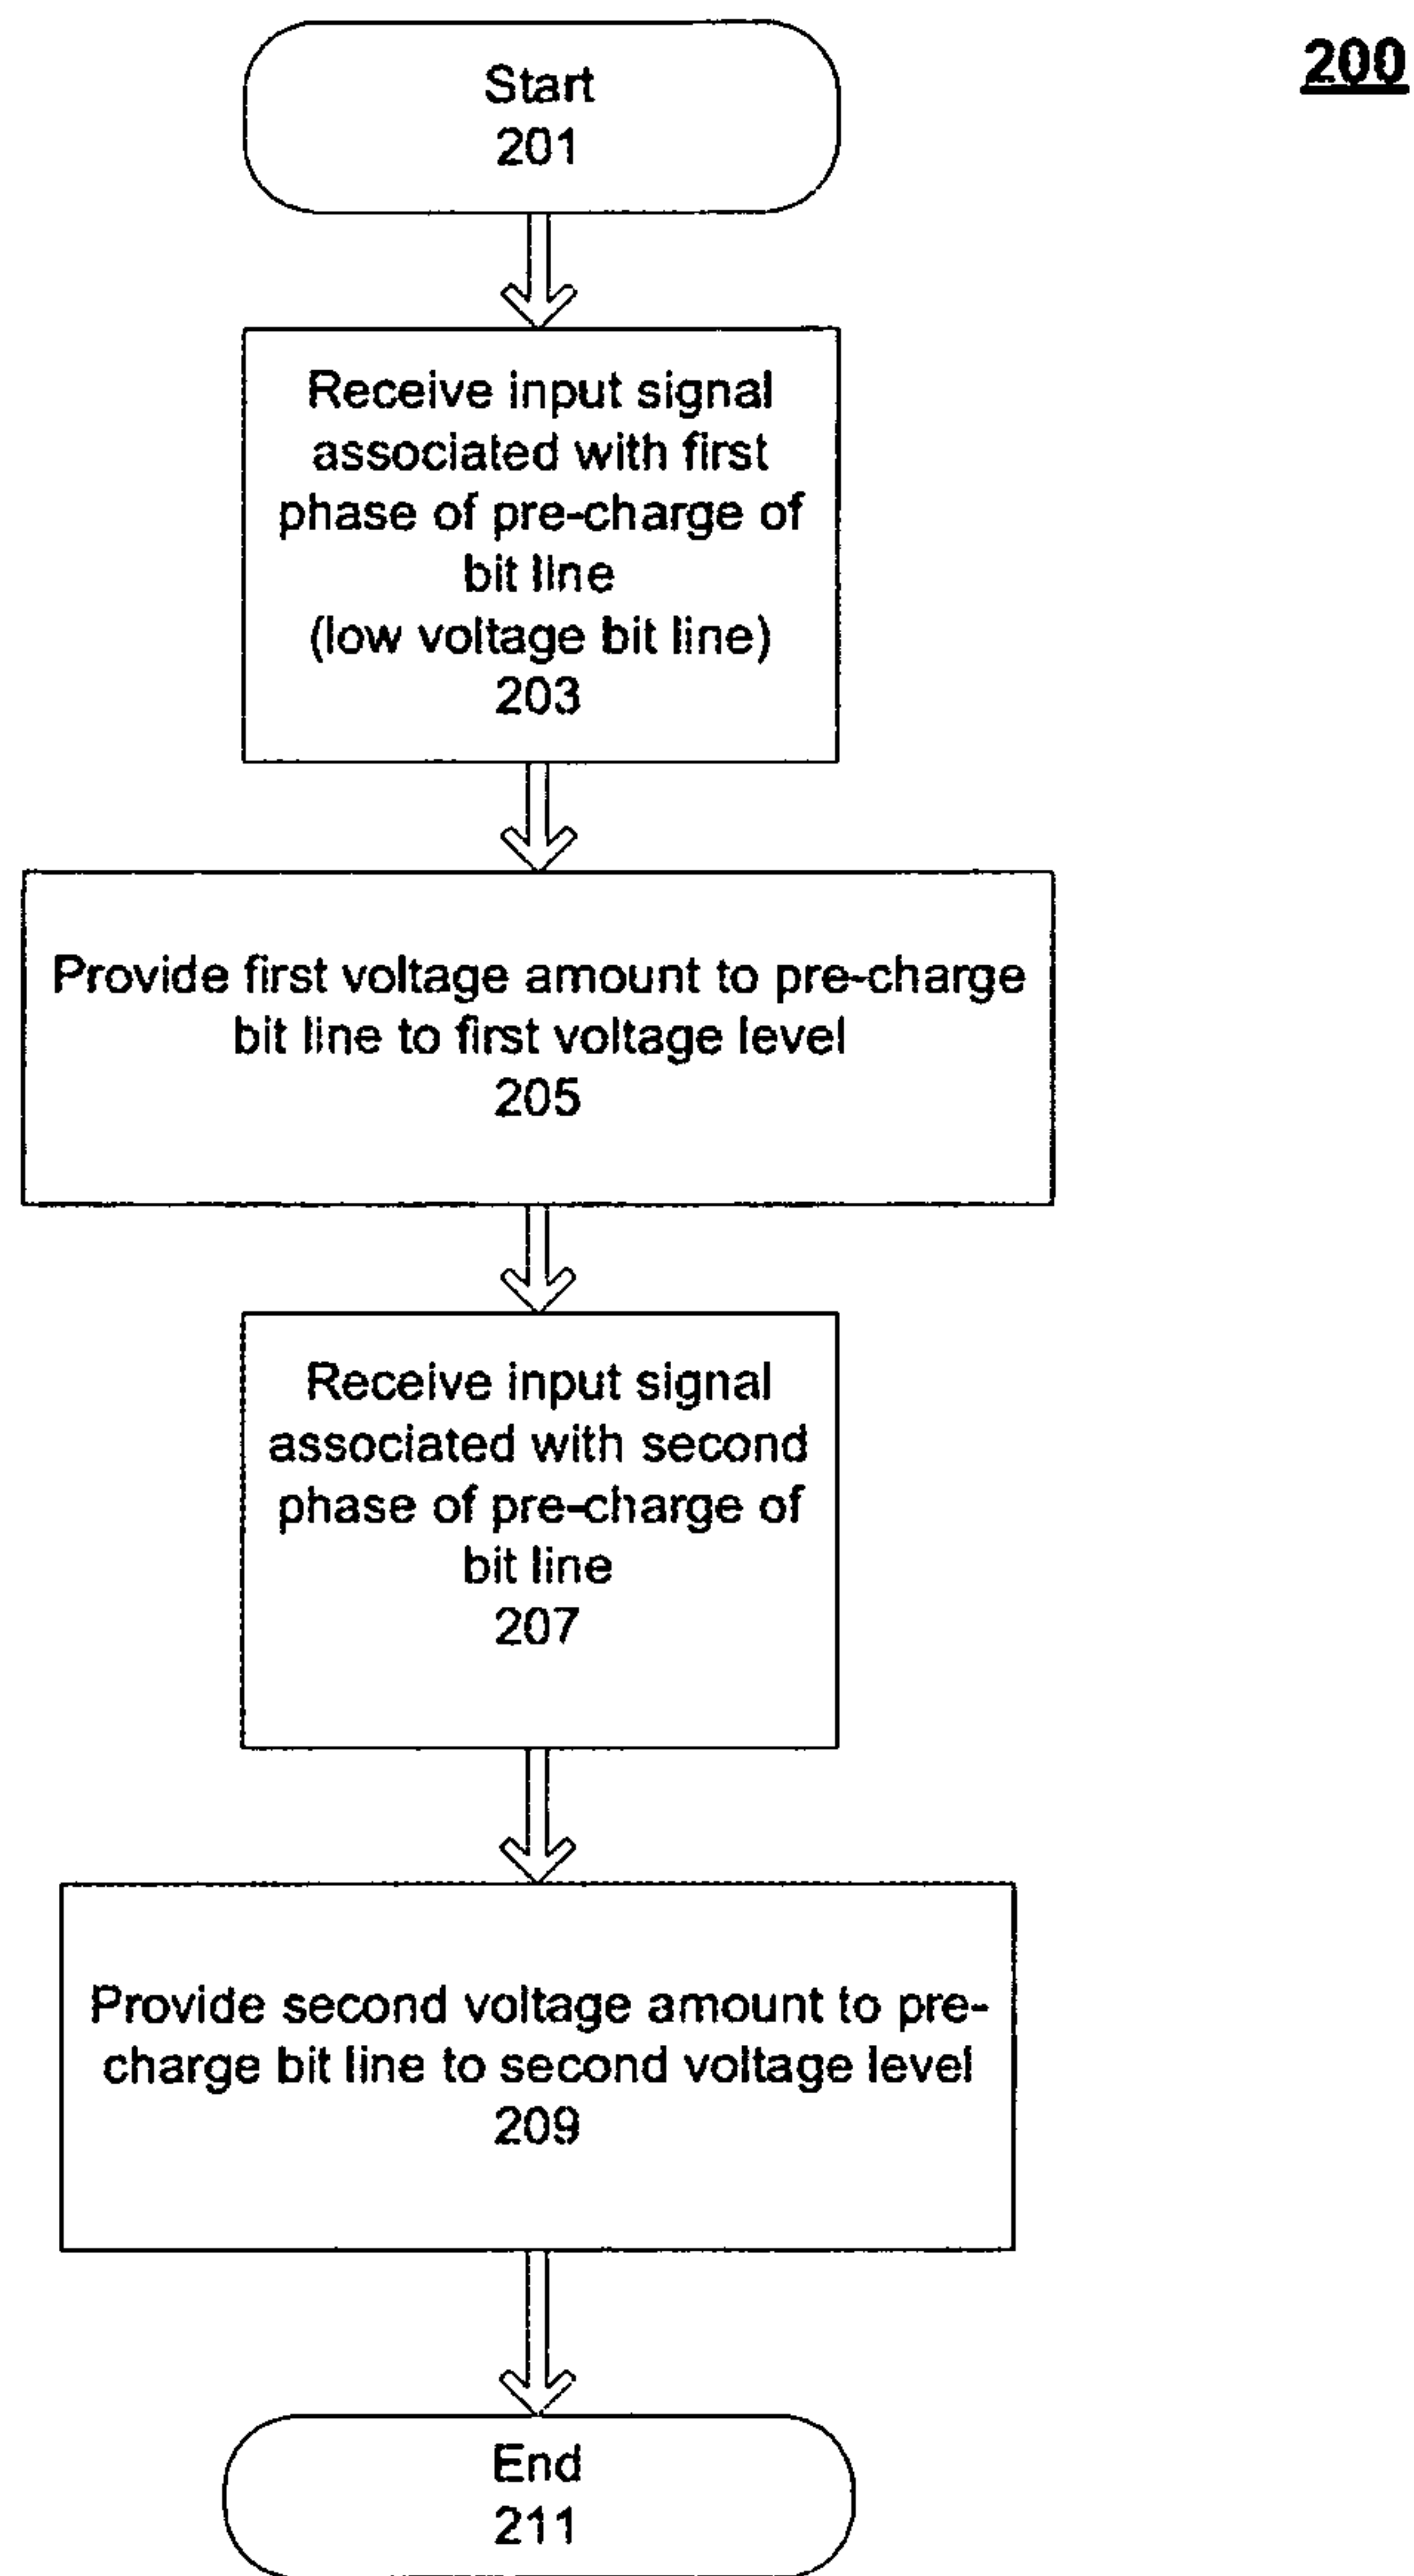 200
Start
201
Receive input signal
associated with first
phase of pre-charge of
bit line
(low voltage bit line)
203
Provide first voltage amount to pre-charge
bit line to first voltage level
205
Receive input signal
associated with second
phase of pre-charge of
bit line
207
Provide second voltage amount to pre-
charge bit line to second voltage level
209
End
211